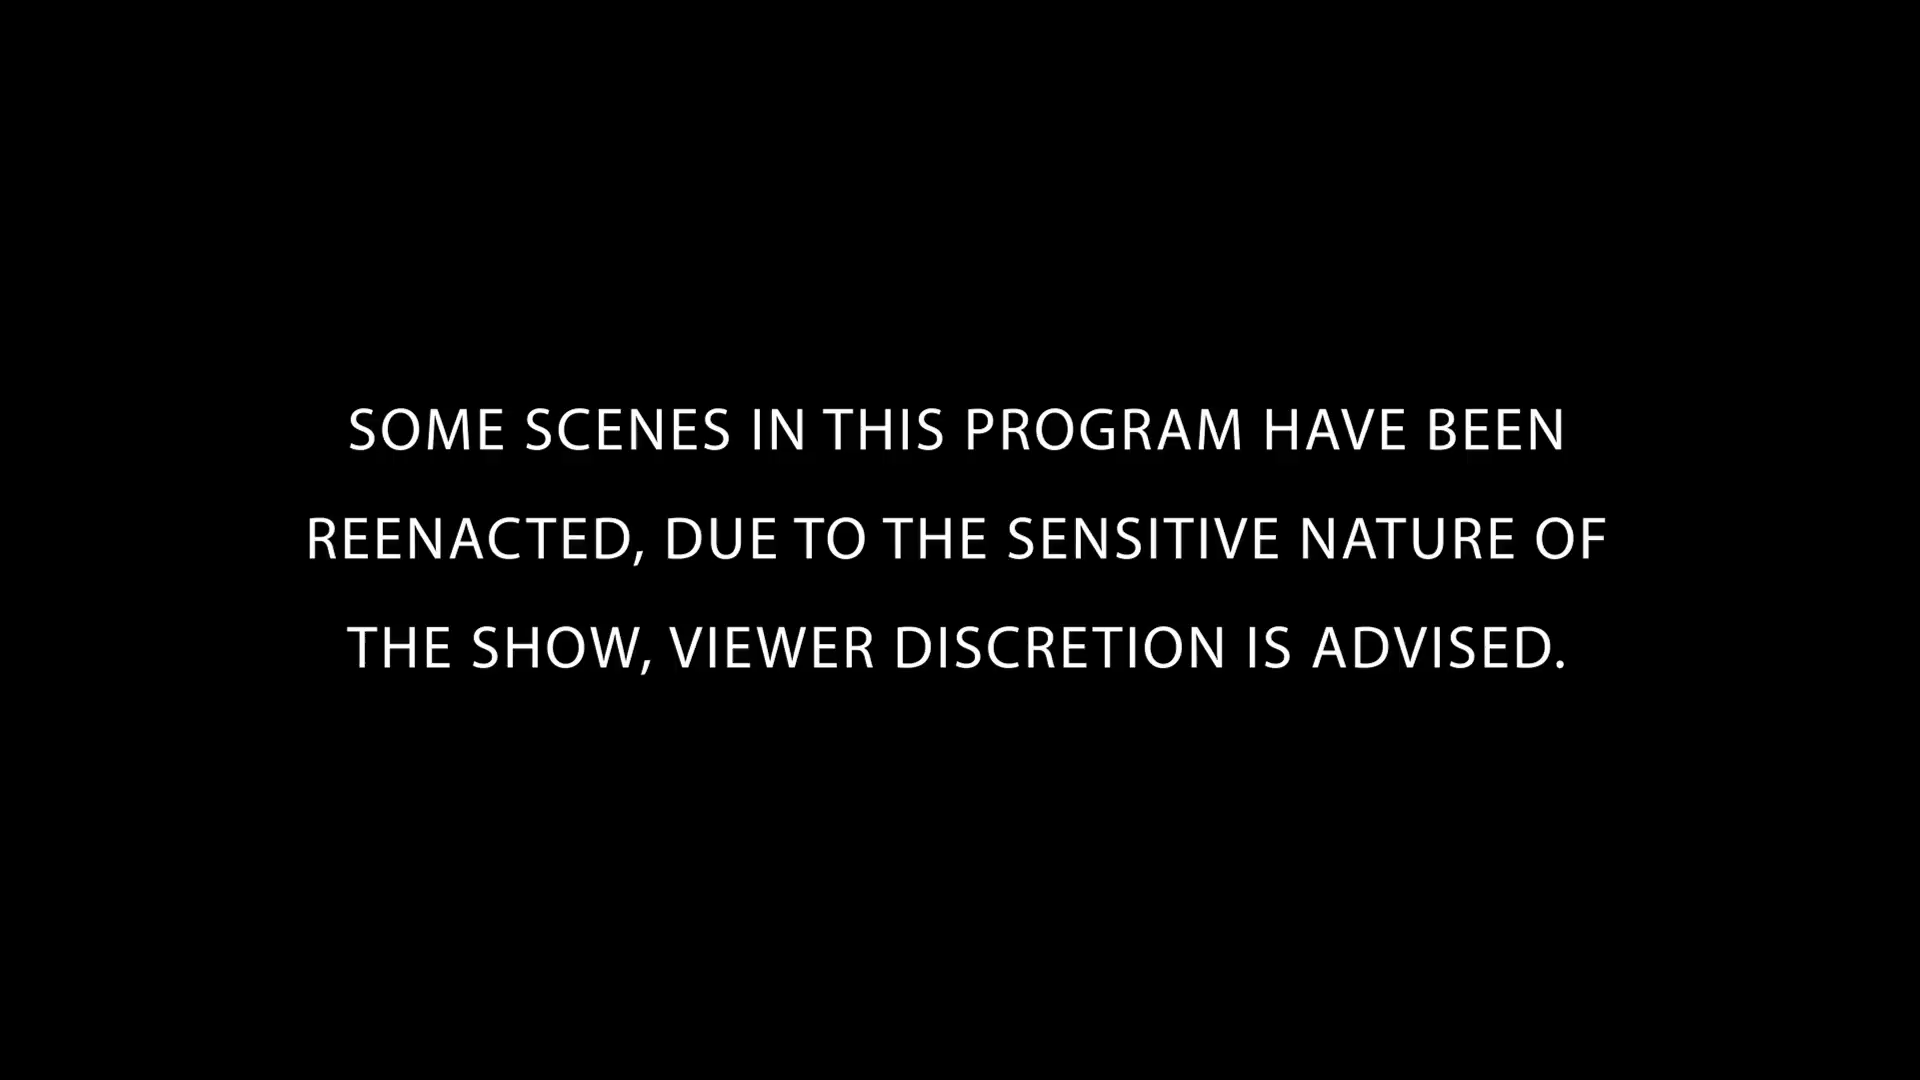 SOME SCENES IN THIS PROGRAM HAVE BEEN
REENACTED, DUE TO THE SENSITIVE NATURE OF
THE SHOW, VIEWER DISCRETION IS ADVISED.